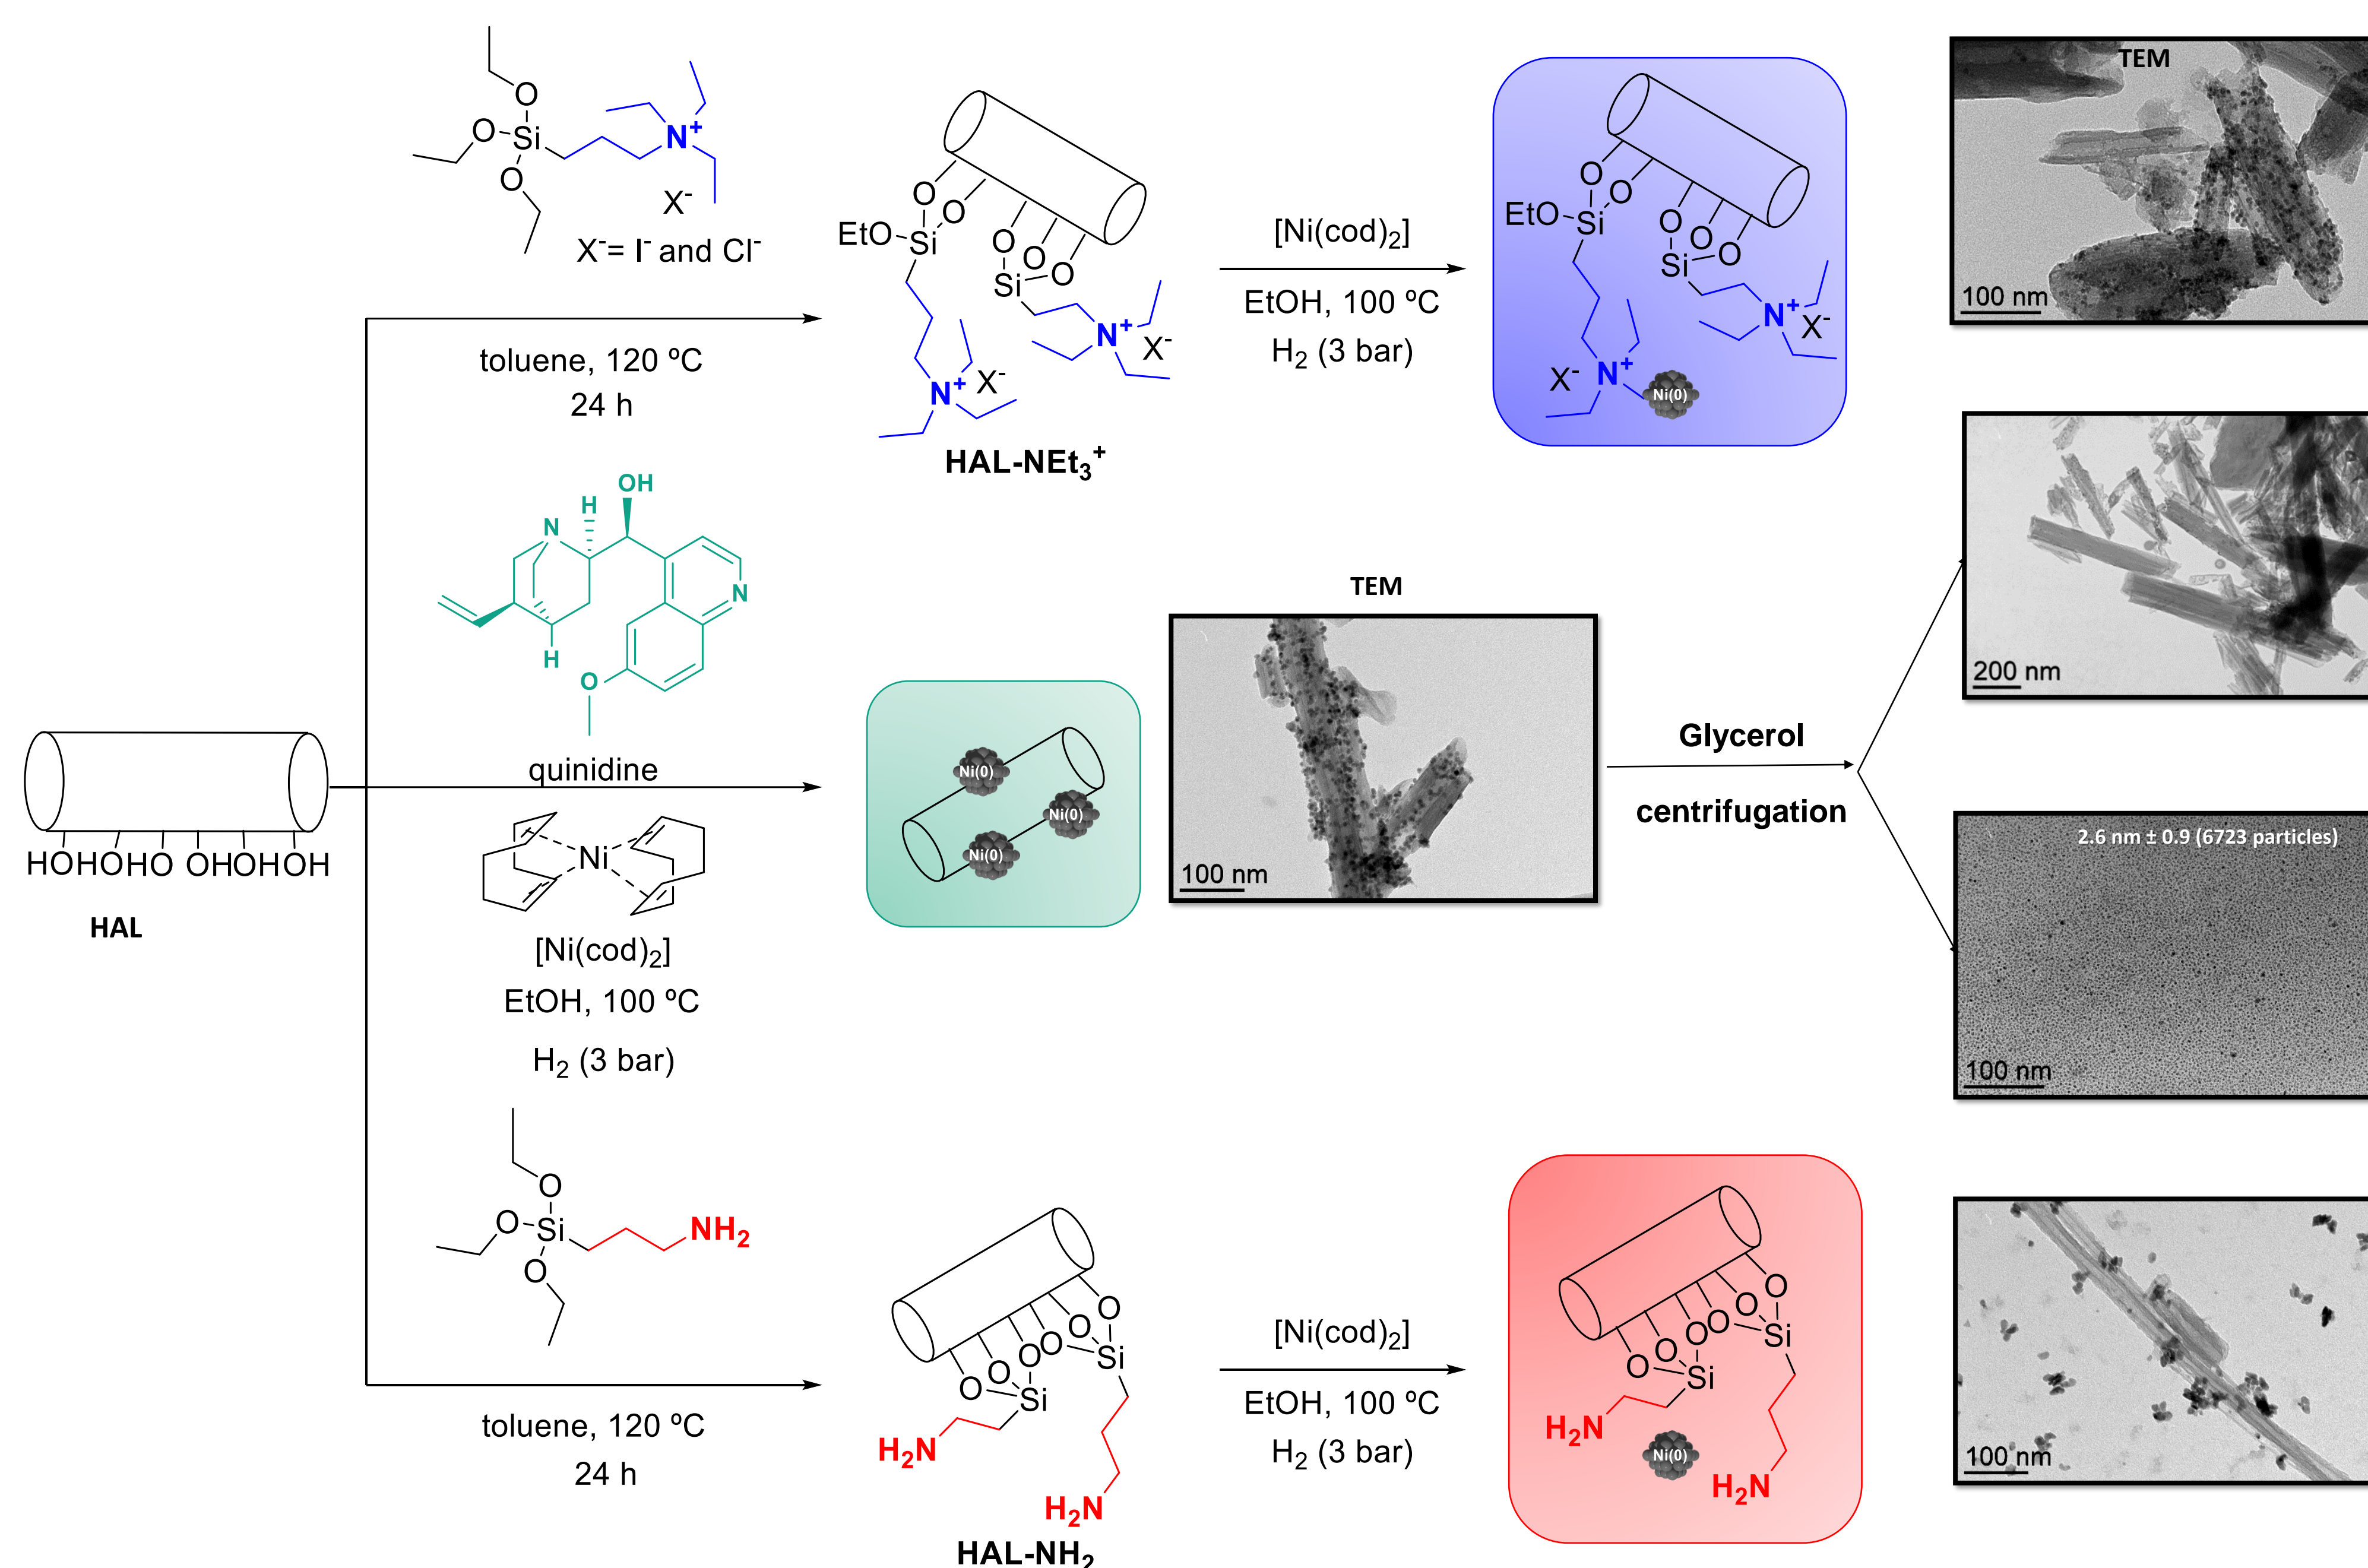 O
O
Si
O
N+
X-
X-= I- and Cl-
toluene, 120 ºC
24 h
O
O
EtO
Si
O
O
O
Si
N+
X-
N+
X-
HAL-NEt3+
[Ni(cod)2]
EtOH, 100 ºC
H2 (3 bar)
O
O
EtO
Si
O
O
O
Si
N+
X-
X-
N+
Ni(0)
TEM
100 nm
OH
H
N
N
H
O
quinidine
Ni
[Ni(cod)2]
EtOH, 100 ºC
H2 (3 bar)
HOHOHO OHOHOH
HAL
Ni(0)
Ni(0)
Ni(0)
TEM
100 nm
Glycerol
centrifugation
200 nm
2.6 nm ± 0.9 (6723 particles)
100 nm
O
O
Si
O
NH2
toluene, 120 ºC
24 h
O
O
O
O
O
O
Si
Si
H2N
H2N
HAL-NH2
[Ni(cod)2]
EtOH, 100 ºC
H2 (3 bar)
O
O
O
O
O
O
Si
Si
H2N
Ni(0)
H2N
100 nm